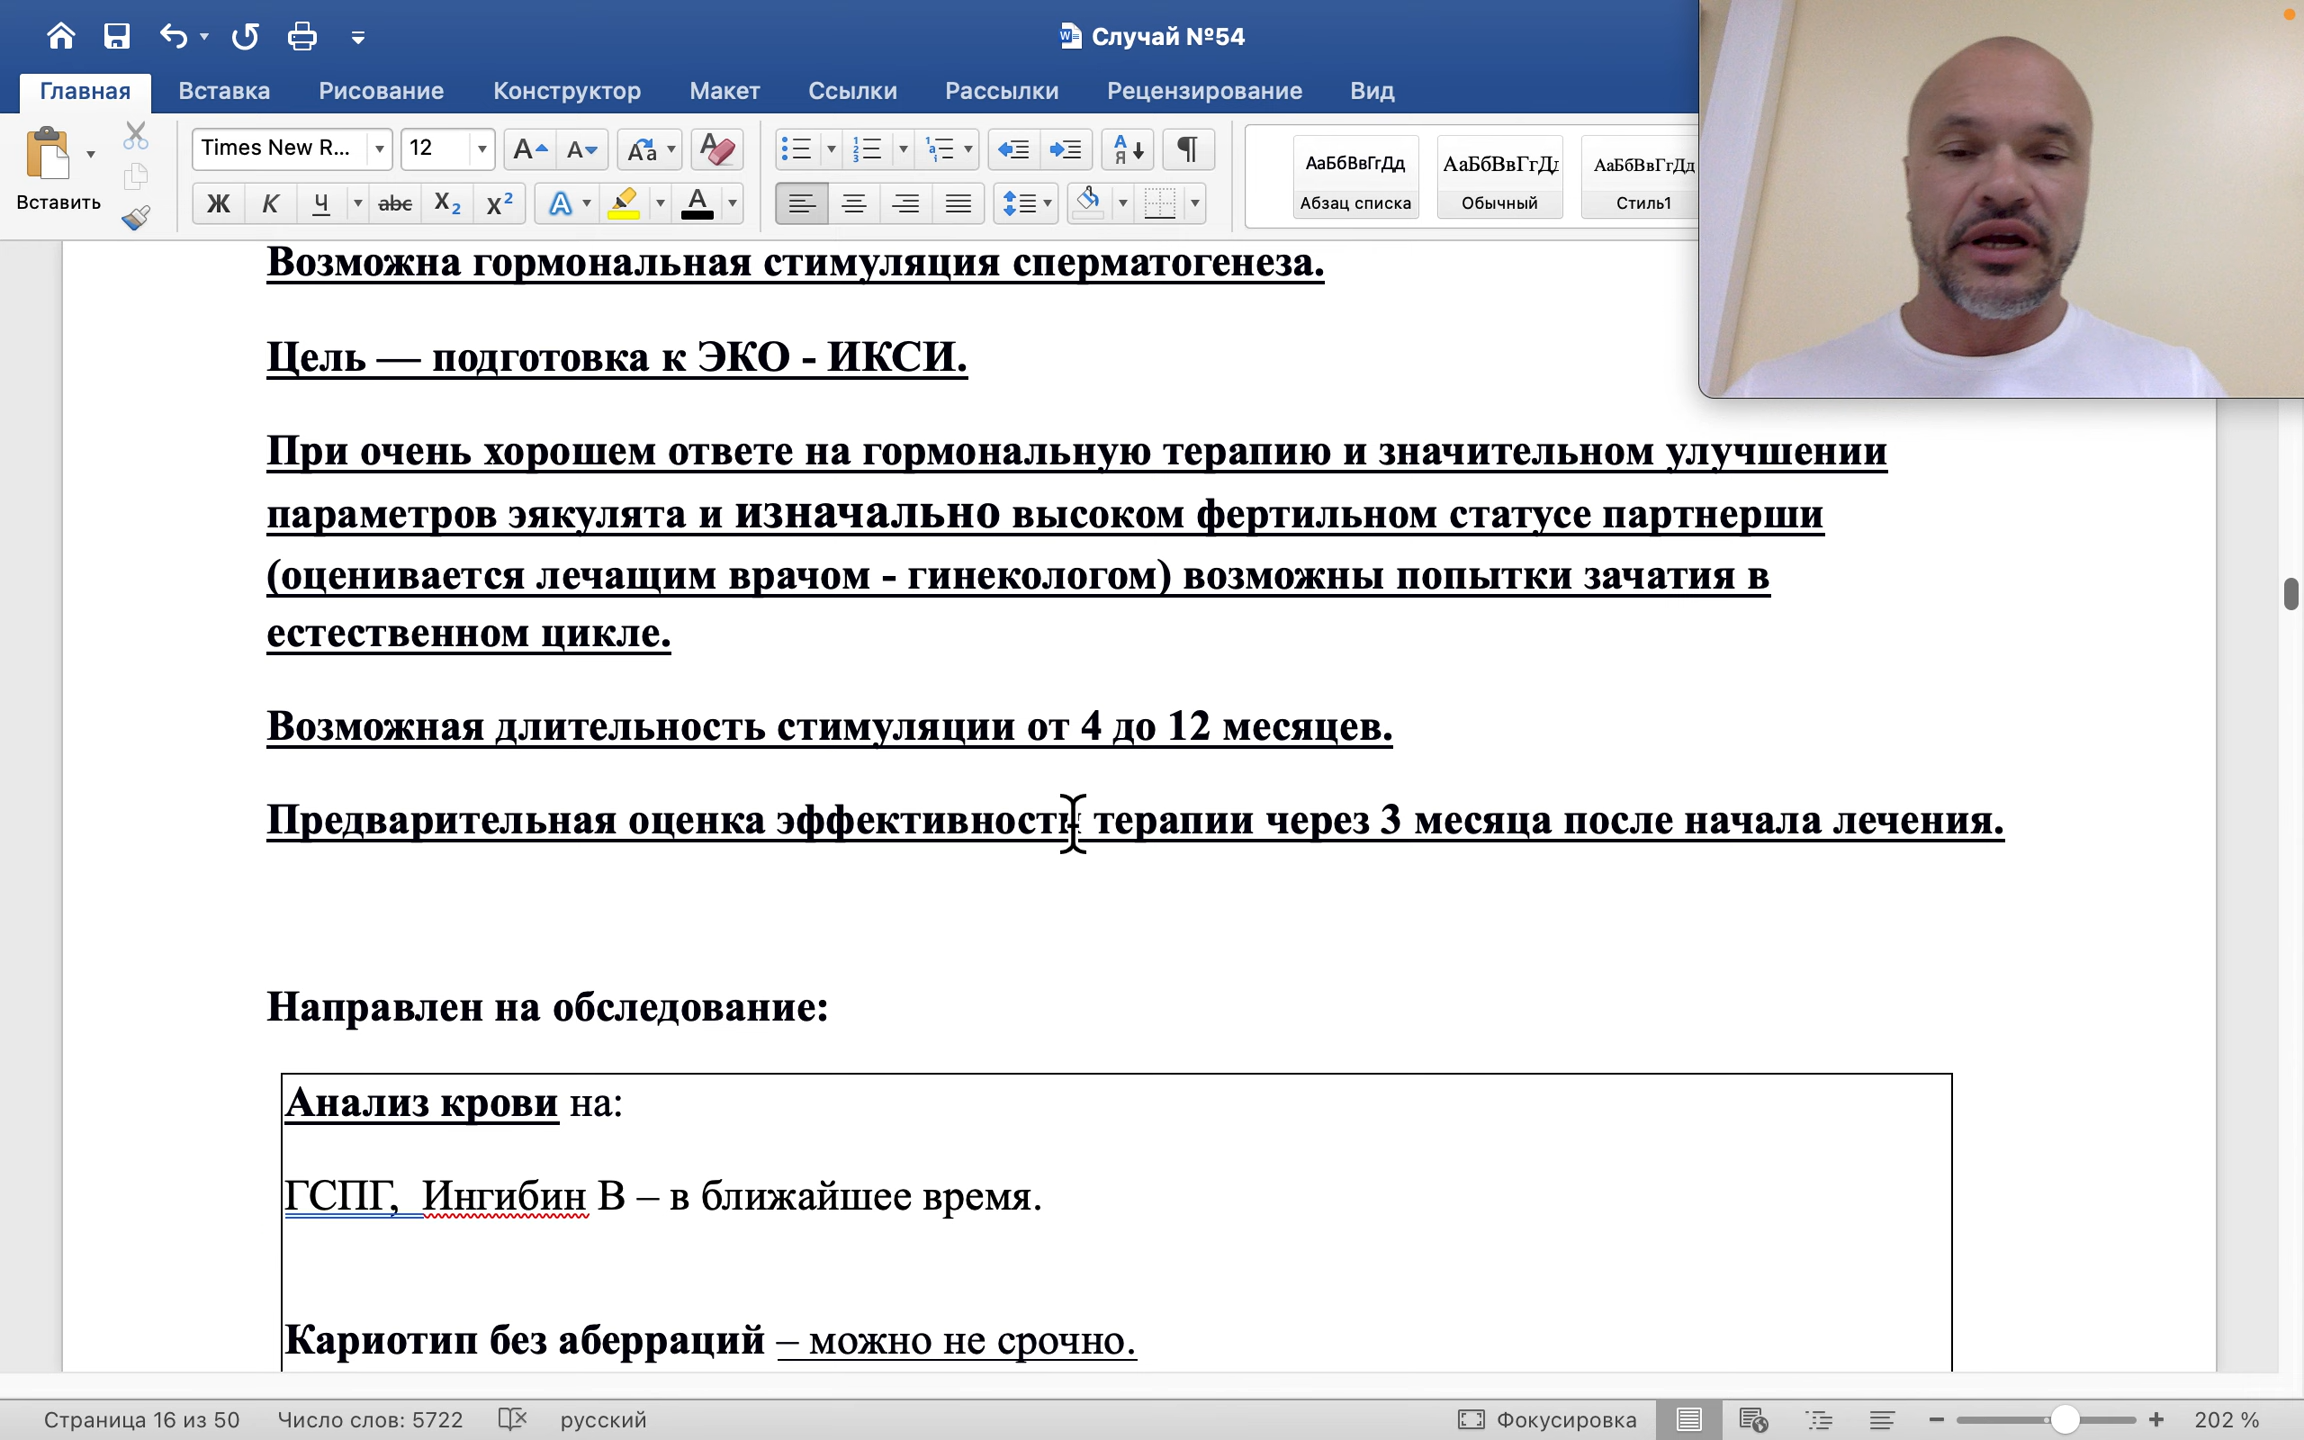 Случай №54
Главная Вставка Рисование Конструктор Макет Ссылки Рассылки Рецензирование Вид
Вставить
Times New R... 12
АаБбВвГгДд АаБбВвГгДд АаБбВвГгДд
Абзац списка Обычный Стиль1
Возможна гормональная стимуляция сперматогенеза.
Цель — подготовка к ЭКО - ИКСИ.
При очень хорошем ответе на гормональную терапию и значительном улучшении
параметров эякулята и изначально высоком фертильном статусе партнерши
(оценивается лечащим врачом - гинекологом) возможны попытки зачатия в
естественном цикле.
Возможная длительность стимуляции от 4 до 12 месяцев.
Предварительная оценка эффективности терапии через 3 месяца после начала лечения.
Направлен на обследование:
Анализ крови на:
ГСПГ, Ингибин В – в ближайшее время.
Кариотип без аберраций – можно не срочно.
Страница 16 из 50 Число слов: 5722 русский Фокусировка 202 %